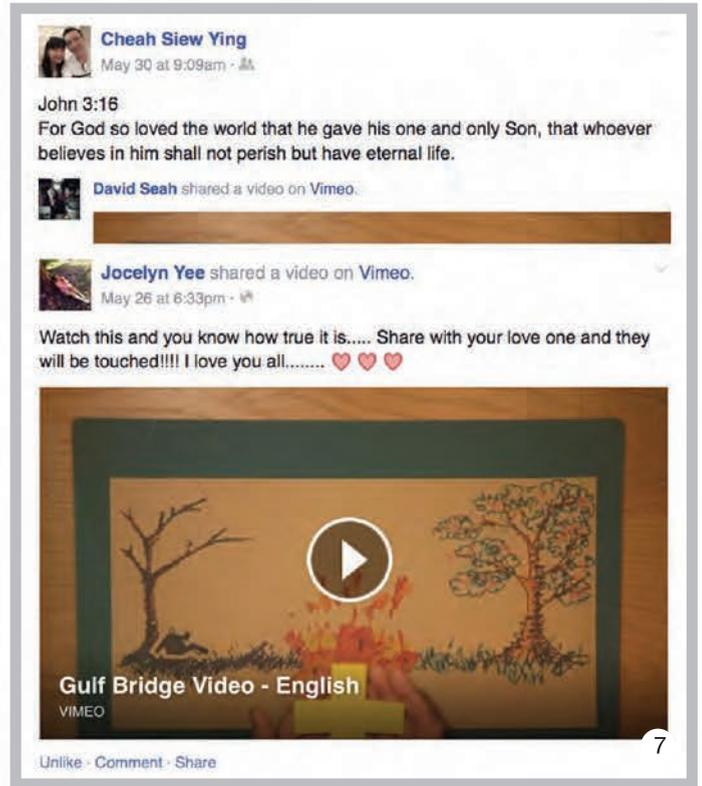 Cheah Siew Ying
May 30 at 9:09am ·
John 3:16
For God so loved the world that he gave his one and only Son, that whoever
believes in him shall not perish but have eternal life.
David Seah shared a video on Vimeo.
Jocelyn Yee shared a video on Vimeo.
May 26 at 6:33pm ·
Watch this and you know how true it is..... Share with your love one and they
will be touched!!!! I love you all........ ♡ ♡ ♡
Gulf Bridge Video - English
VIMEO
7
Unlike · Comment · Share